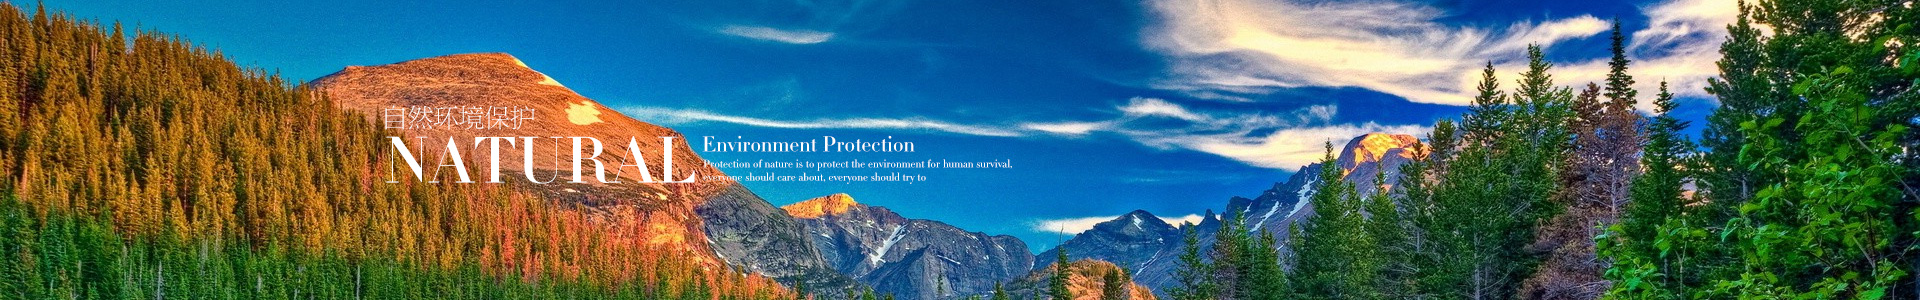 自然环境保护
NATURAL
Environment Protection
Protection of nature is to protect the environment for human survival,
everyone should care about, everyone should try to